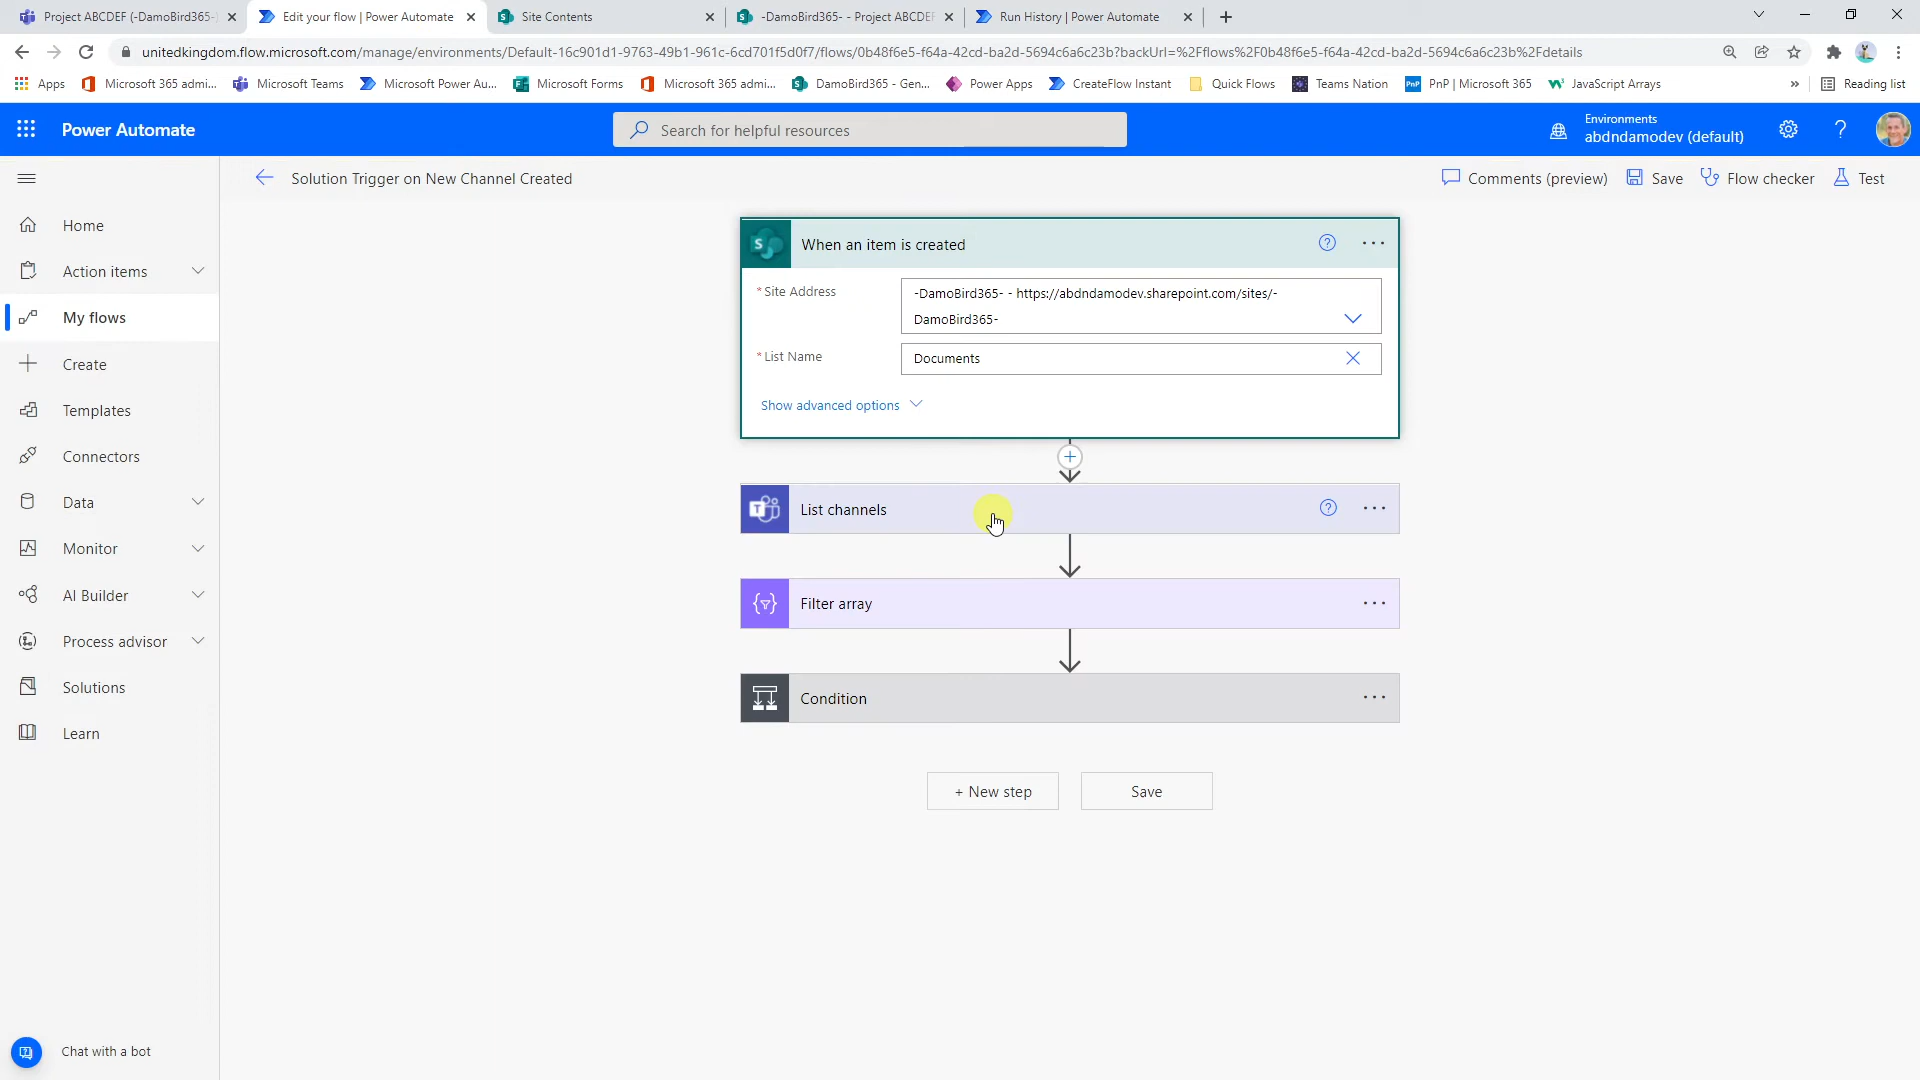 Project ABCDEF (-DamoBird365-
Edit your flow | Power Automate
Site Contents
-DamoBird365- - Project ABCDEF
Run History | Power Automate
unitedkingdom.flow.microsoft.com/manage/environments/Default-16c901d1-9763-49b1-961c-6cd701f5d0f7/flows/0b48f6e5-f64a-42cd-ba2d-5694c6a6c23b?backUrl=%2Fflows%2F0b48f6e5-f64a-42cd-ba2d-5694c6a6c23b%2Fdetails
Apps
Microsoft 365 admi...
Microsoft Teams
Microsoft Power Au...
Microsoft Forms
Microsoft 365 admi...
DamoBird365 - Gen...
Power Apps
CreateFlow Instant
Quick Flows
Teams Nation
PnP | Microsoft 365
JavaScript Arrays
»
Reading list
Power Automate
Search for helpful resources
Environments
abdndamodev (default)
Solution Trigger on New Channel Created
Comments (preview)
Save
Flow checker
Test
Home
Action items
My flows
Create
Templates
Connectors
Data
Monitor
AI Builder
Process advisor
Solutions
Learn
Chat with a bot
When an item is created
* Site Address
-DamoBird365- - https://abdndamodev.sharepoint.com/sites/-
DamoBird365-
* List Name
Documents
Show advanced options
List channels
Filter array
Condition
+ New step
Save